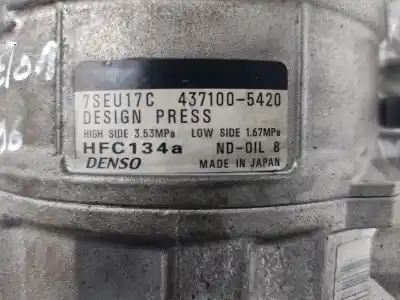 7SEU17C 437100-5420
DESIGN PRESS
HIGH SIDE 3.53MPa LOW SIDE 1.67MPa
HFC134a ND-OIL 8
DENSO MADE IN JAPAN